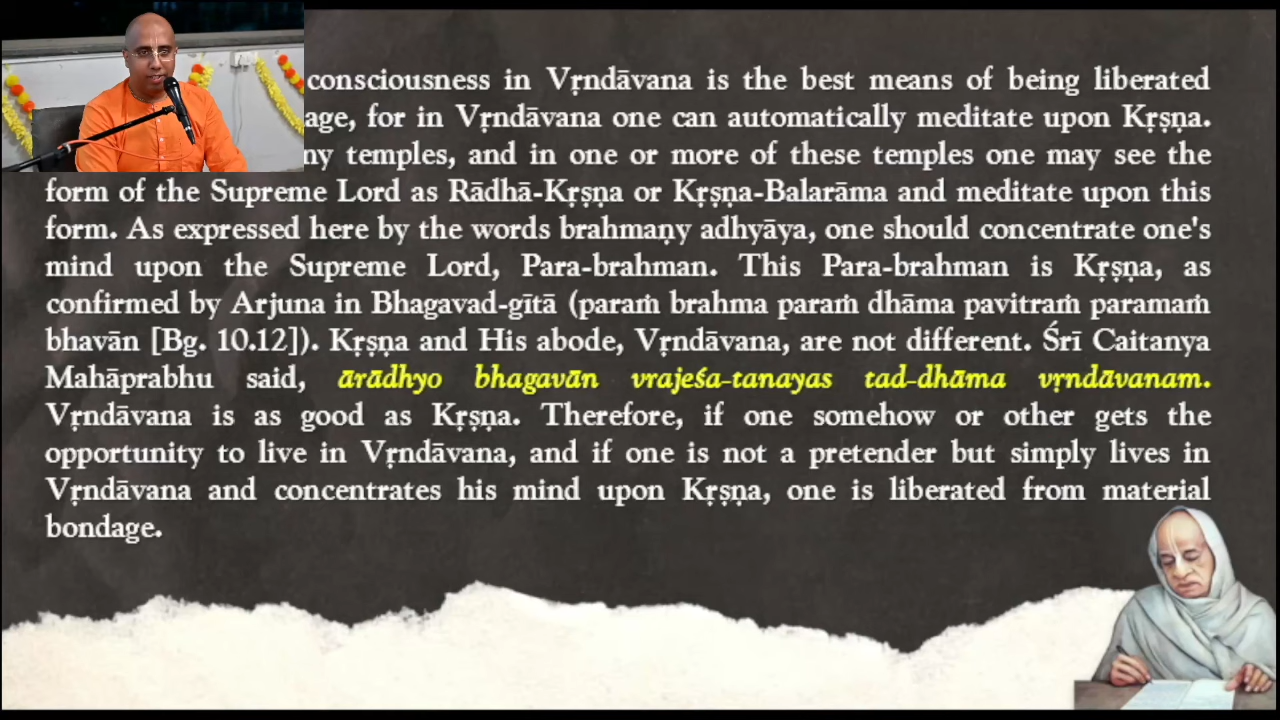 consciousness in Vṛndāvana is the best means of being liberated
age, for in Vṛndāvana one can automatically meditate upon Kṛṣṇa.
ny temples, and in one or more of these temples one may see the
form of the Supreme Lord as Rādhā-Kṛṣṇa or Kṛṣṇa-Balarāma and meditate upon this
form. As expressed here by the words brahmaṇy adhyāya, one should concentrate one's
mind upon the Supreme Lord, Para-brahman. This Para-brahman is Kṛṣṇa, as
confirmed by Arjuna in Bhagavad-gītā (paraṁ brahma paraṁ dhāma pavitraṁ paramaṁ
bhavān [Bg. 10.12]). Kṛṣṇa and His abode, Vṛndāvana, are not different. Śrī Caitanya
Mahāprabhu said, ārādhyo bhagavān vrajeśa-tanayas tad-dhāma vṛndāvanam.
Vṛndāvana is as good as Kṛṣṇa. Therefore, if one somehow or other gets the
opportunity to live in Vṛndāvana, and if one is not a pretender but simply lives in
Vṛndāvana and concentrates his mind upon Kṛṣṇa, one is liberated from material
bondage.